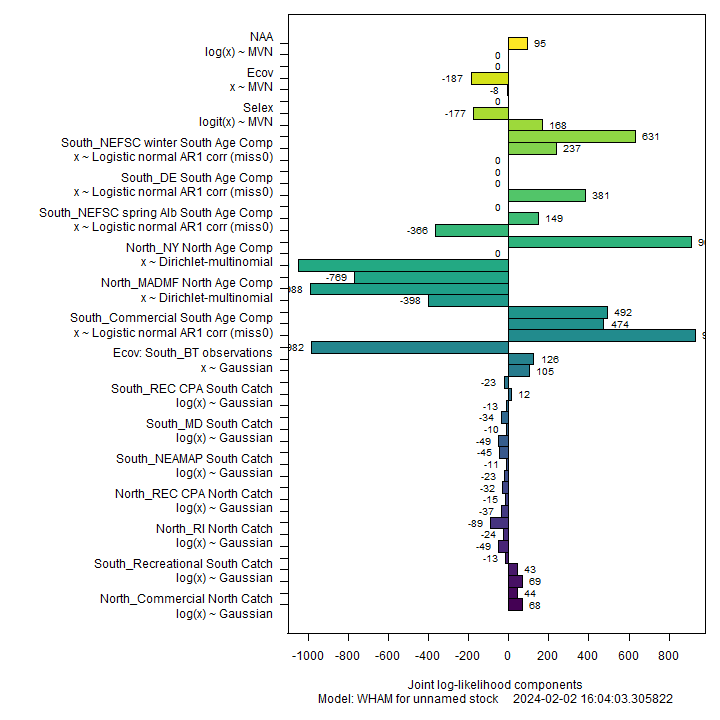 NAA
log(x) ~ MVN
95
0
0
Ecov
x ~ MVN
-187
-8
0
Selex
logit(x) ~ MVN
-177
168
South_NEFSC winter South Age Comp
x ~ Logistic normal AR1 corr (miss0)
631
237
0
0
South_DE South Age Comp
x ~ Logistic normal AR1 corr (miss0)
0
381
0
South_NEFSC spring Alb South Age Comp
x ~ Logistic normal AR1 corr (miss0)
149
-366
North_NY North Age Comp
x ~ Dirichlet-multinomial
0
-769
North_MADMF North Age Comp
x ~ Dirichlet-multinomial
-398
South_Commercial South Age Comp
x ~ Logistic normal AR1 corr (miss0)
492
474
Ecov: South_BT observations
x ~ Gaussian
126
105
South_REC CPA South Catch
log(x) ~ Gaussian
-23
12
-13
South_MD South Catch
log(x) ~ Gaussian
-34
-10
-49
South_NEAMAP South Catch
log(x) ~ Gaussian
-45
-11
-23
North_REC CPA North Catch
log(x) ~ Gaussian
-32
-15
-37
North_RI North Catch
log(x) ~ Gaussian
-89
-24
-49
South_Recreational South Catch
log(x) ~ Gaussian
-13
43
69
North_Commercial North Catch
log(x) ~ Gaussian
44
68
-1000 -800 -600 -400 -200 0 200 400 600 800
Joint log-likelihood components
Model: WHAM for unnamed stock 2024-02-02 16:04:03.305822